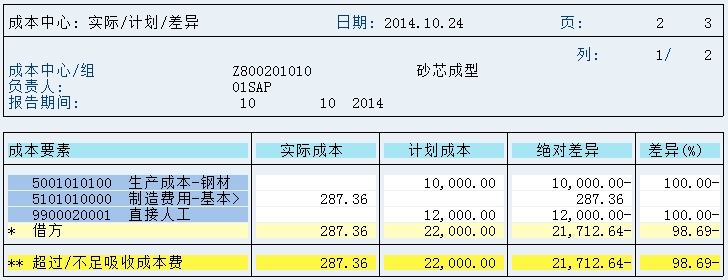 成本中心: 实际/计划/差异 日期: 2014.10.24 页: 2 3
列: 1/ 2
成本中心/组 Z800201010 砂芯成型
负责人: 01SAP
报告期间: 10 10 2014
成本要素 实际成本 计划成本 绝对差异 差异(%)
5001010100 生产成本-钢材 10,000.00 10,000.00- 100.00-
5101010000 制造费用-基本> 287.36 287.36
9900020001 直接人工 12,000.00 12,000.00- 100.00-
* 借方 287.36 22,000.00 21,712.64- 98.69-
** 超过/不足吸收成本费 287.36 22,000.00 21,712.64- 98.69-